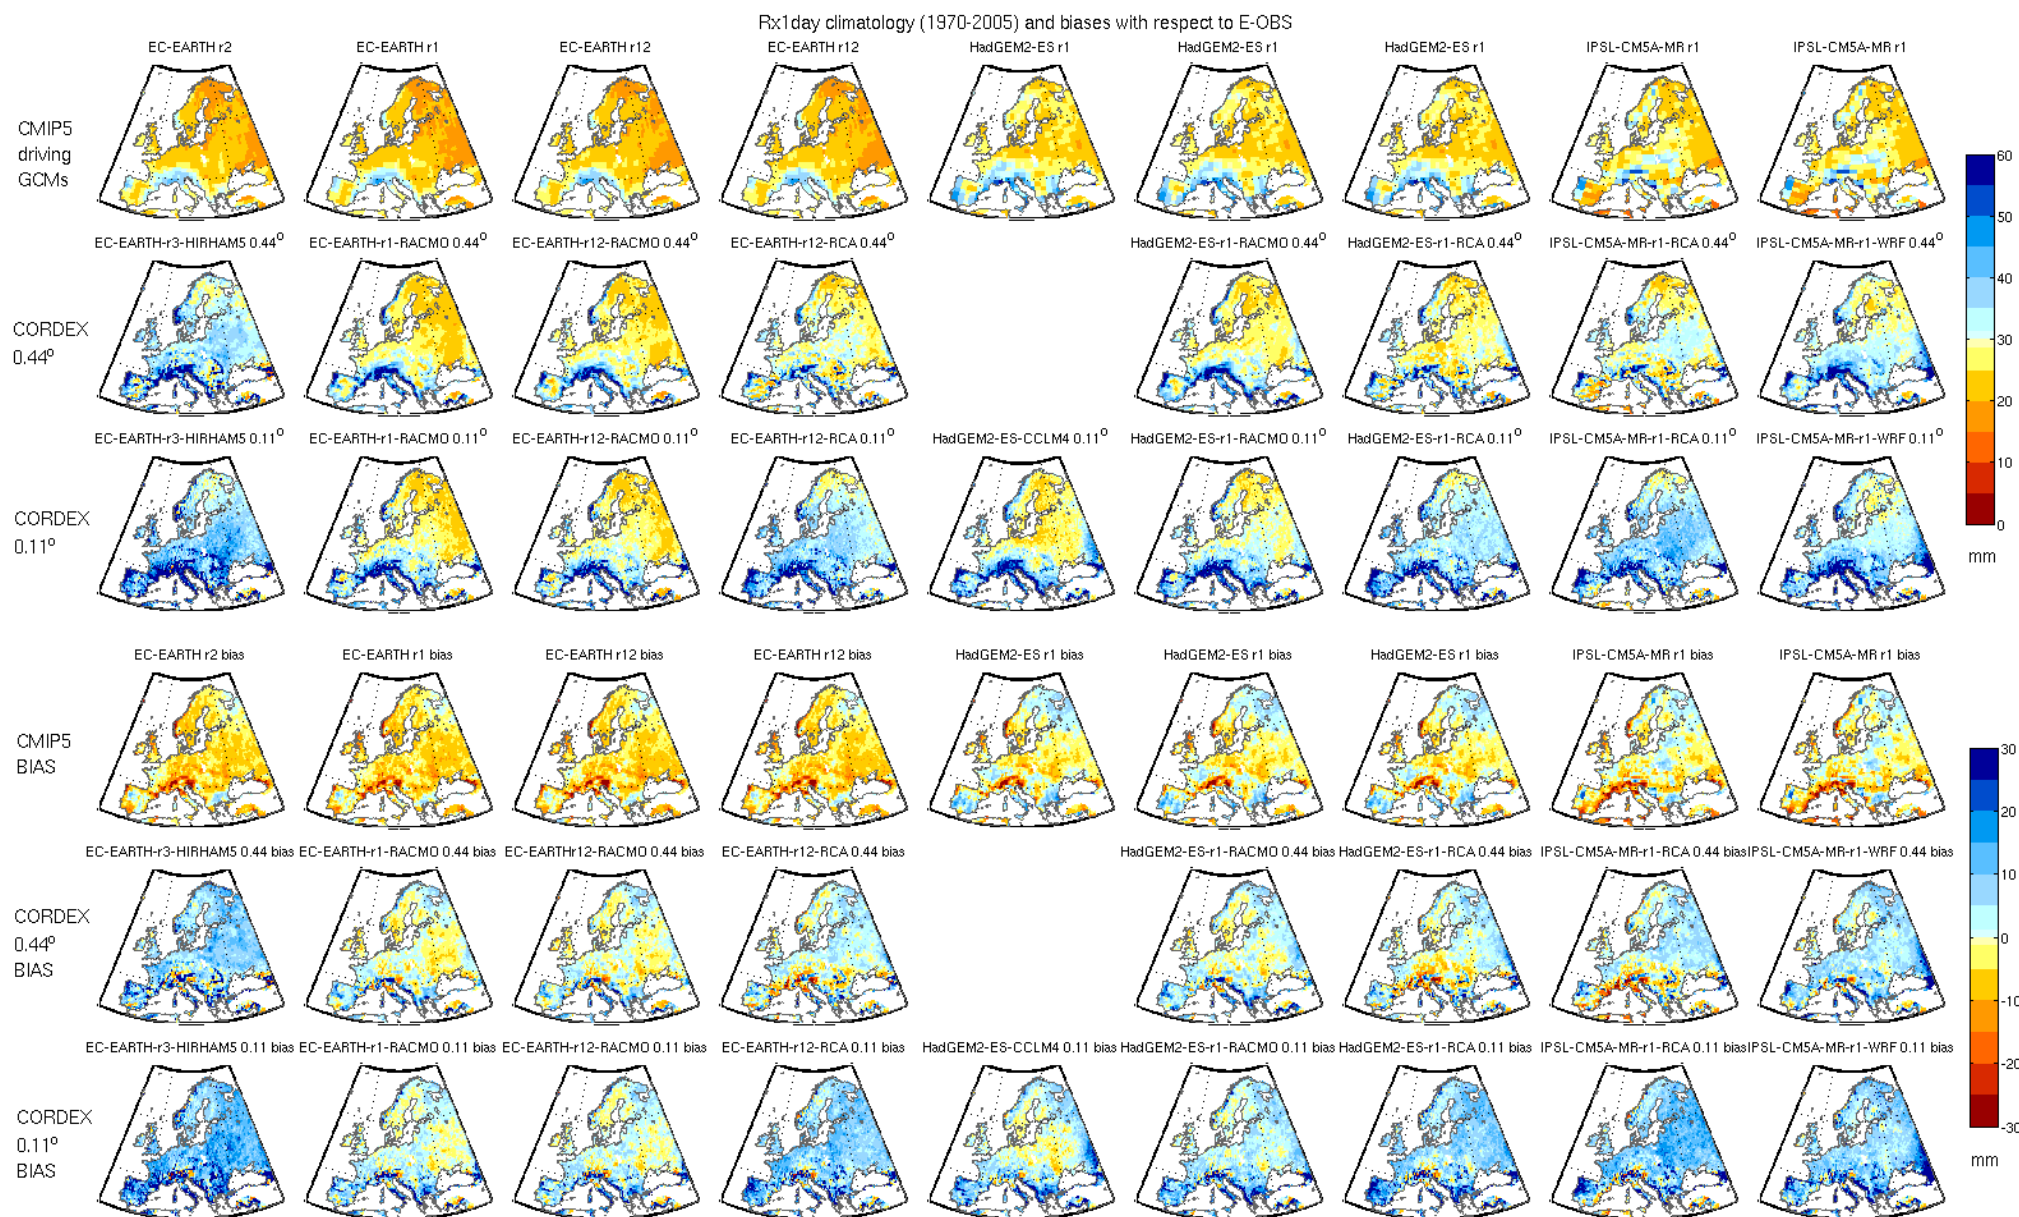 Rx1day climatology (1970-2005) and biases with respect to E-OBS
EC-EARTH r2
EC-EARTH r1
EC-EARTH r12
EC-EARTH r12
HadGEM2-ES r1
HadGEM2-ES r1
HadGEM2-ES r1
IPSL-CM5A-MR r1
IPSL-CM5A-MR r1
CMIP5
driving
GCMs
EC-EARTH-r3-HIRHAM5 0.44°
EC-EARTH-r1-RACMO 0.44°
EC-EARTH-r12-RACMO 0.44°
EC-EARTH-r12-RCA 0.44°
HadGEM2-ES-r1-RACMO 0.44°
HadGEM2-ES-r1-RCA 0.44°
IPSL-CM5A-MR-r1-RCA 0.44°
IPSL-CM5A-MR-r1-WRF 0.44°
CORDEX
0.44°
EC-EARTH-r3-HIRHAM5 0.11°
EC-EARTH-r1-RACMO 0.11°
EC-EARTH-r12-RACMO 0.11°
EC-EARTH-r12-RCA 0.11°
HadGEM2-ES-CCLM4 0.11°
HadGEM2-ES-r1-RACMO 0.11°
HadGEM2-ES-r1-RCA 0.11°
IPSL-CM5A-MR-r1-RCA 0.11°
IPSL-CM5A-MR-r1-WRF 0.11°
CORDEX
0.11°
60
50
40
30
20
10
0
mm
EC-EARTH r2 bias
EC-EARTH r1 bias
EC-EARTH r12 bias
EC-EARTH r12 bias
HadGEM2-ES r1 bias
HadGEM2-ES r1 bias
HadGEM2-ES r1 bias
IPSL-CM5A-MR r1 bias
IPSL-CM5A-MR r1 bias
CMIP5
BIAS
EC-EARTH-r3-HIRHAM5 0.44 bias
EC-EARTH-r1-RACMO 0.44 bias
EC-EARTHr12-RACMO 0.44 bias
EC-EARTH-r12-RCA 0.44 bias
HadGEM2-ES-r1-RACMO 0.44 bias
HadGEM2-ES-r1-RCA 0.44 bias
IPSL-CM5A-MR-r1-RCA 0.44 bias
IPSL-CM5A-MR-r1-WRF 0.44 bias
CORDEX
0.44°
BIAS
EC-EARTH-r3-HIRHAM5 0.11 bias
EC-EARTH-r1-RACMO 0.11 bias
EC-EARTH-r12-RACMO 0.11 bias
EC-EARTH-r12-RCA 0.11 bias
HadGEM2-ES-CCLM4 0.11 bias
HadGEM2-ES-r1-RACMO 0.11 bias
HadGEM2-ES-r1-RCA 0.11 bias
IPSL-CM5A-MR-r1-RCA 0.11 bias
IPSL-CM5A-MR-r1-WRF 0.11 bias
CORDEX
0.11°
BIAS
30
20
10
0
-10
-20
-30
mm